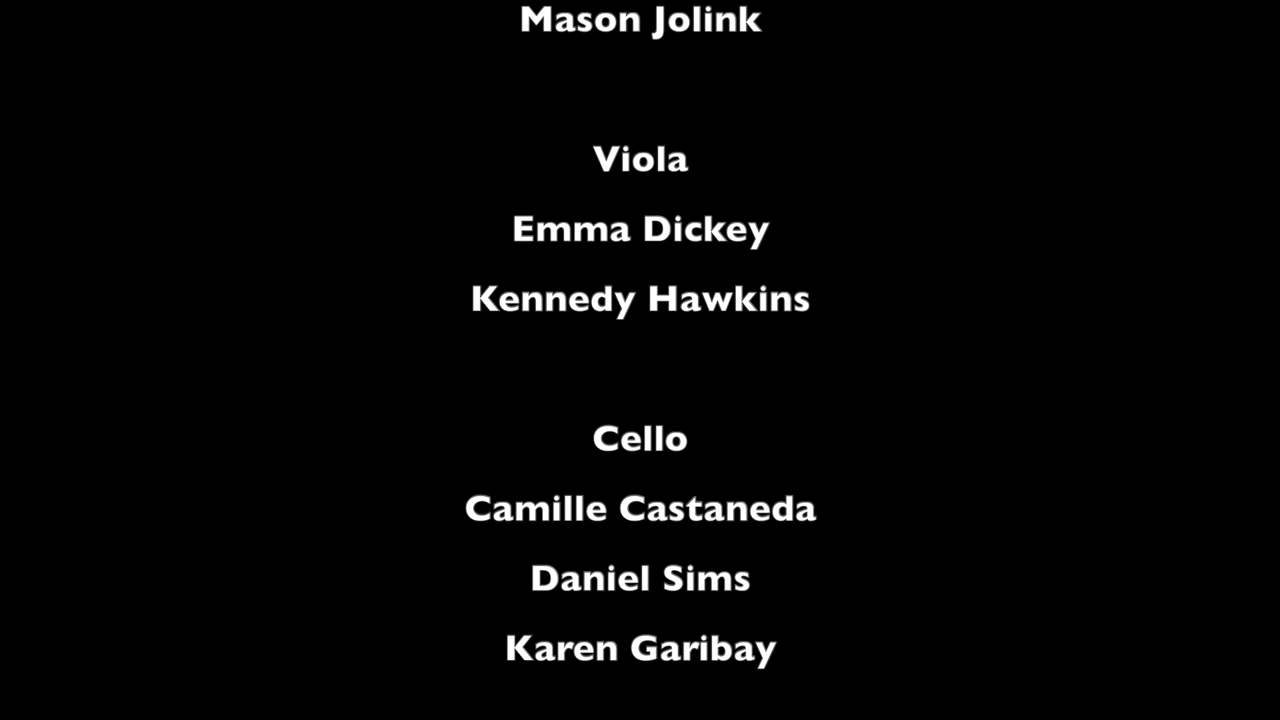 Mason Jolink
Viola
Emma Dickey
Kennedy Hawkins
Cello
Camille Castaneda
Daniel Sims
Karen Garibay